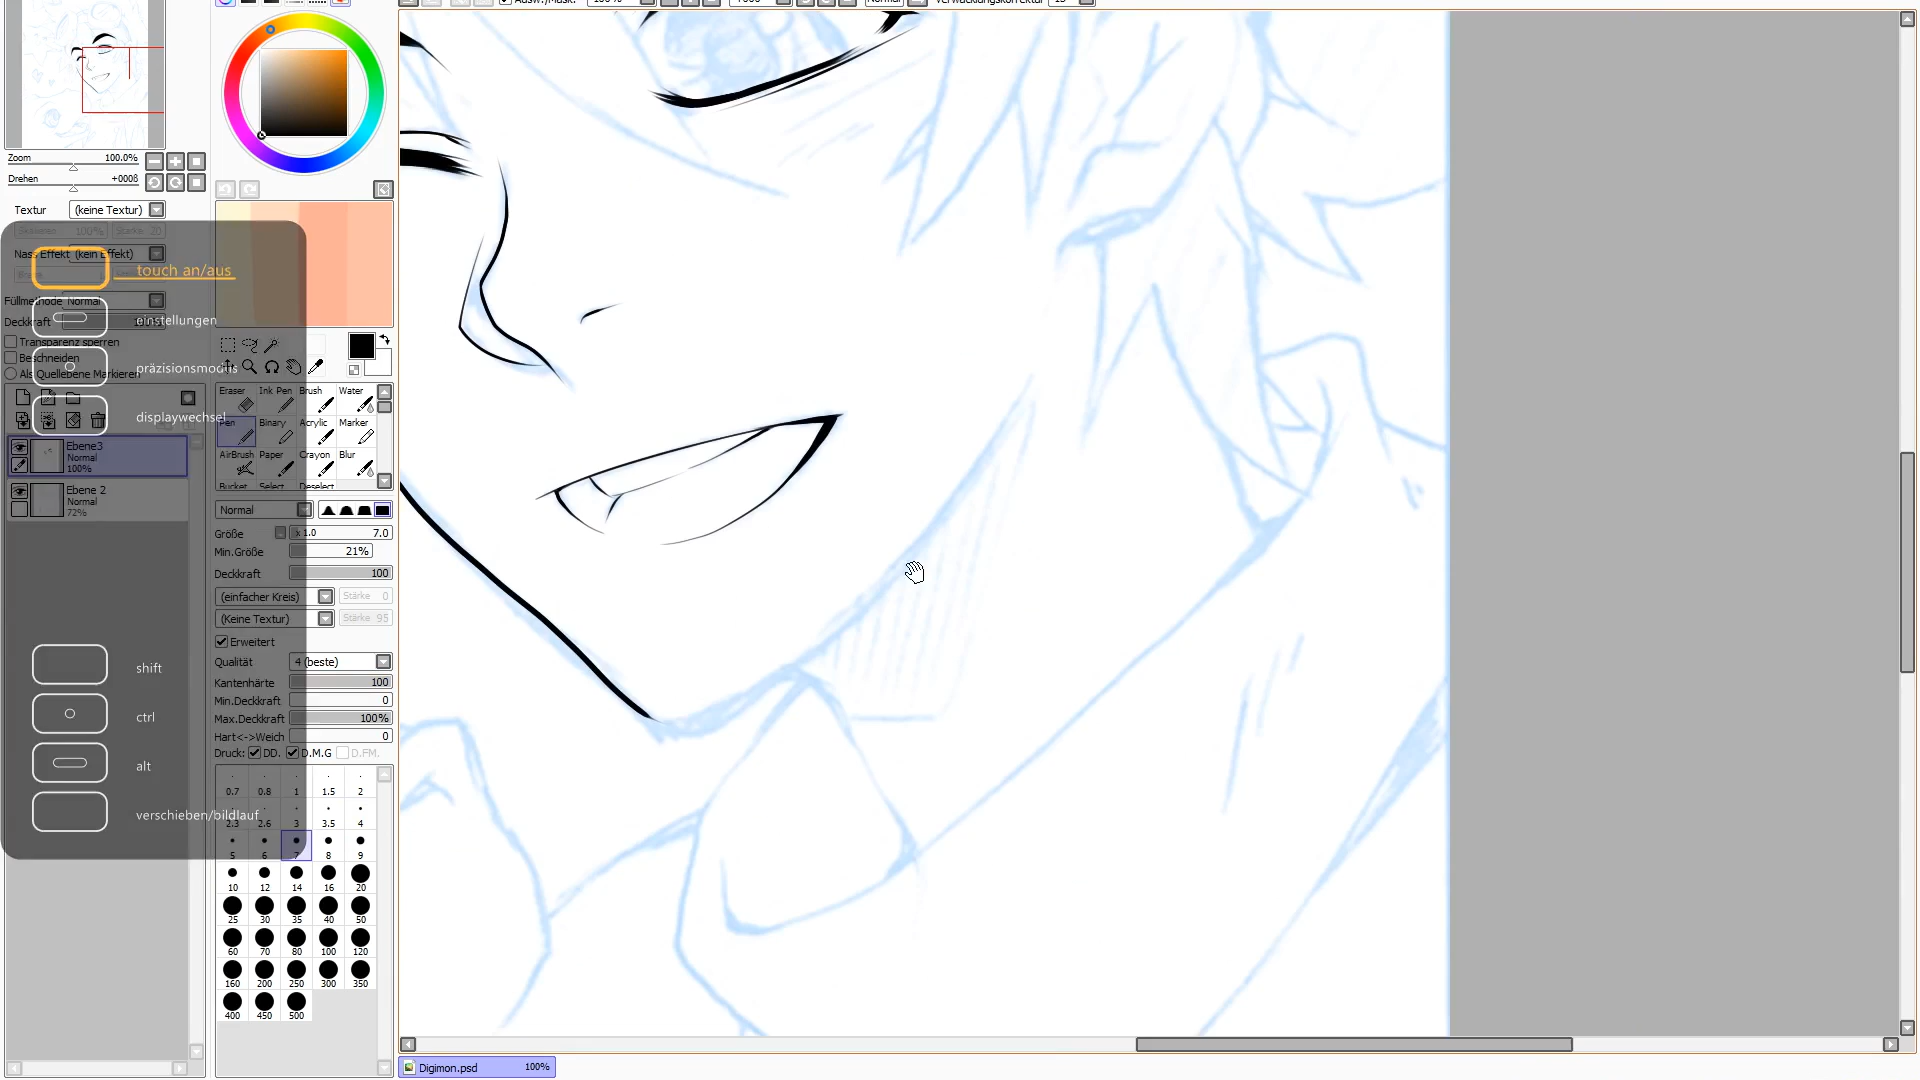 Ausw./Mask.
Normal
Verwacklungskorrektur
Zoom 100.0%
Drehen +000ß
Textur (keine Textur)
Skalieren 100% Stärke 20
Nass Effekt (kein Effekt)
touch an/aus
Füllmethode Normal
einstellungen
Deckkraft
Transparenz sperren
Beschneiden
präzisionsmodus
Als Quellebene Markieren
displaywechsel
Ebene3
Normal
100%
Ebene 2
Normal
72%
shift
ctrl
alt
verschieben/bildlauf
Eraser Ink Pen Brush Water
Pen Binary Acrylic Marker
AirBrush Paper Crayon Blur
Bucket Select Deselect
Normal
Größe x 1.0 7.0
Min.Größe 21%
Deckkraft 100
(einfacher Kreis) Stärke 0
(Keine Textur) Stärke 95
Erweitert
Qualität 4 (beste)
Kantenhärte 100
Min.Deckkraft 0
Max.Deckkraft 100%
Hart<->Weich 0
Druck: DD. D.M.G D.FM.
0.7 0.8 1 1.5 2
2.3 2.6 3 3.5 4
5 6 7 8 9
10 12 14 16 20
25 30 35 40 50
60 70 80 100 120
160 200 250 300 350
400 450 500
Digimon.psd 100%